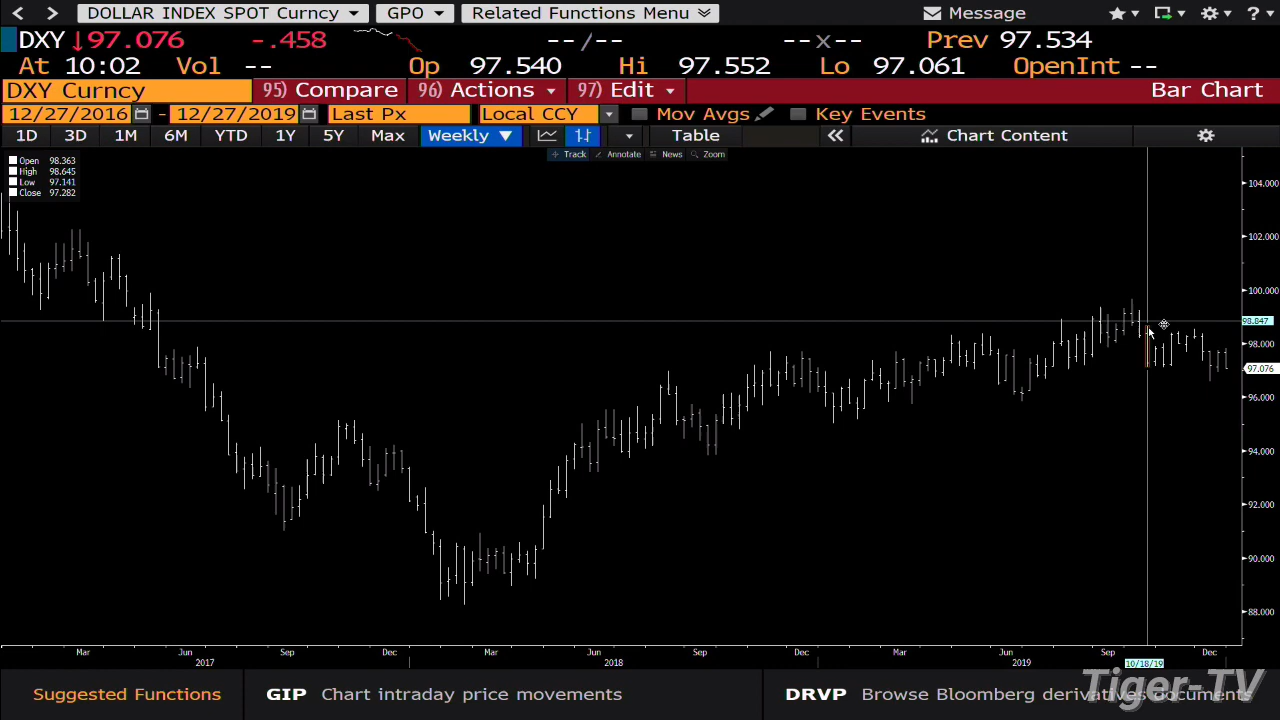 DOLLAR INDEX SPOT Curncy GPO Related Functions Menu Message ?
DXY ↓97.076 -.458 --/-- --x-- Prev 97.534
At 10:02 Vol -- Op 97.540 Hi 97.552 Lo 97.061 OpenInt --
DXY Curncy 95) Compare 96) Actions 97) Edit Bar Chart
12/27/2016 - 12/27/2019 Last Px Local CCY Mov Avgs Key Events
1D 3D 1M 6M YTD 1Y 5Y Max Weekly ▼ Table Chart Content
Track Annotate News Zoom
Open 98.363
High 98.645
Low 97.141
Close 97.282
104.000
102.000
100.000
98.847
98.000
97.076
96.000
94.000
92.000
90.000
88.000
Mar Jun Sep Dec Mar Jun Sep Dec Mar Jun Sep Dec
2017 2018 2019 10/18/19
Suggested Functions GIP Chart intraday price movements DRVP Browse Bloomberg derivatives documents
Tiger-TV